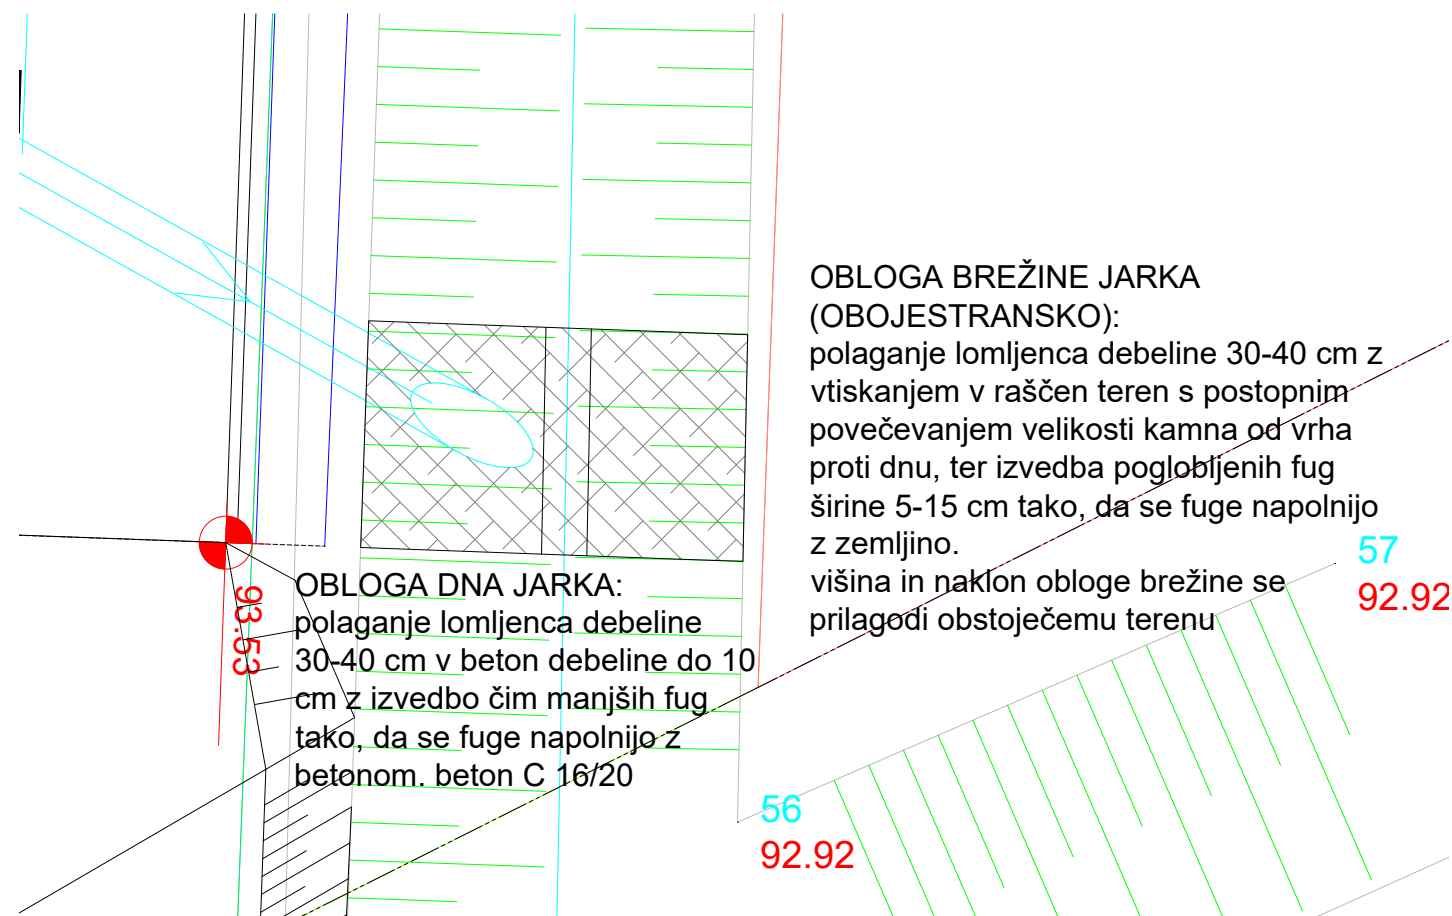 OBLOGA BREŽINE JARKA
(OBOJESTRANSKO):
polaganje lomljenca debeline 30-40 cm z
vtiskanjem v raščen teren s postopnim
povečevanjem velikosti kamna od vrha
proti dnu, ter izvedba poglobljenih fug
širine 5-15 cm tako, da se fuge napolnijo
z zemljino.
višina in naklon obloge brežine se
prilagodi obstoječemu terenu
57
92.92
93.53
OBLOGA DNA JARKA:
polaganje lomljenca debeline
30-40 cm v beton debeline do 10
cm z izvedbo čim manjših fug
tako, da se fuge napolnijo z
betonom. beton C 16/20
56
92.92